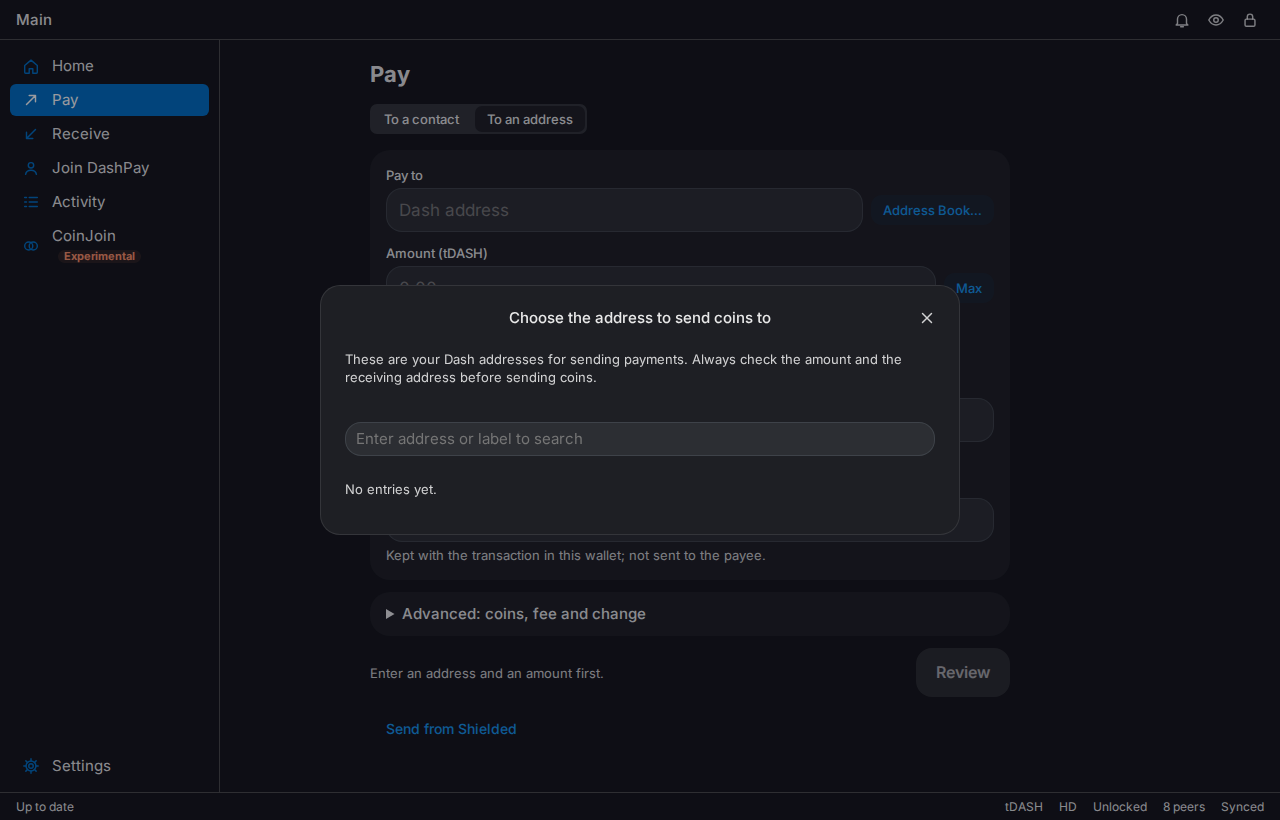 Main
Home
Pay
Receive
Join DashPay
Activity
CoinJoin
Experimental
Settings
Pay
To a contact
To an address
Pay to
Dash address
Address Book...
Amount (tDASH)
Max
Choose the address to send coins to
These are your Dash addresses for sending payments. Always check the amount and the
receiving address before sending coins.
Enter address or label to search
No entries yet.
Kept with the transaction in this wallet; not sent to the payee.
Advanced: coins, fee and change
Enter an address and an amount first.
Review
Send from Shielded
Up to date
tDASH
HD
Unlocked
8 peers
Synced